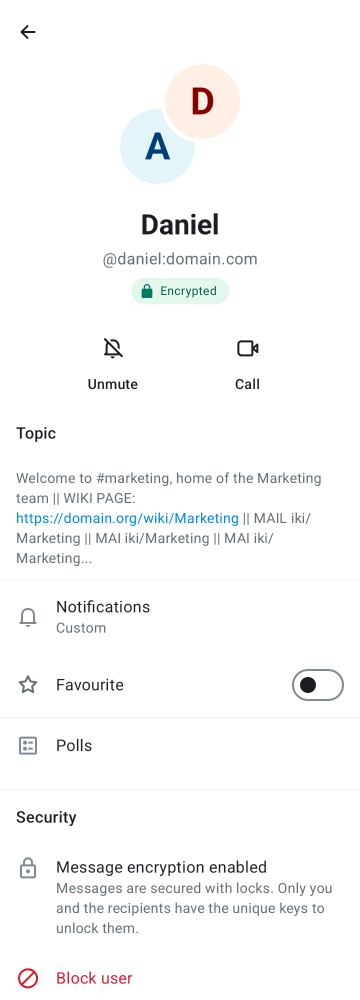 D
A
Daniel
@daniel:domain.com
Encrypted
Unmute
Call
Topic
Welcome to #marketing, home of the Marketing
team || WIKI PAGE:
https://domain.org/wiki/Marketing || MAIL iki/
Marketing || MAI iki/Marketing || MAI iki/
Marketing...
Notifications
Custom
Favourite
Polls
Security
Message encryption enabled
Messages are secured with locks. Only you
and the recipients have the unique keys to
unlock them.
Block user